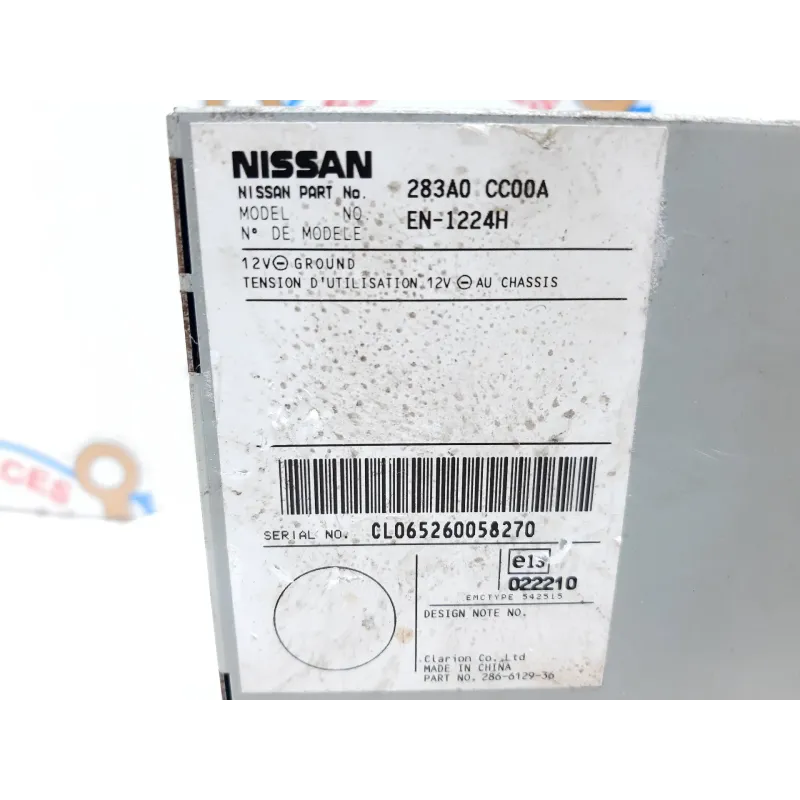 NISSAN
NISSAN PART No. 283A0 CC00A
MODEL NO. EN-1224H
N° DE MODELE
12V⊖ GROUND
TENSION D'UTILISATION 12V ⊖ AU CHASSIS
SERIAL NO. CL065260058270
e13
022210
EMCTYPE 542515
DESIGN NOTE NO.
Clarion Co. Ltd
MADE IN CHINA
PART NO. 286-6129-36
CES